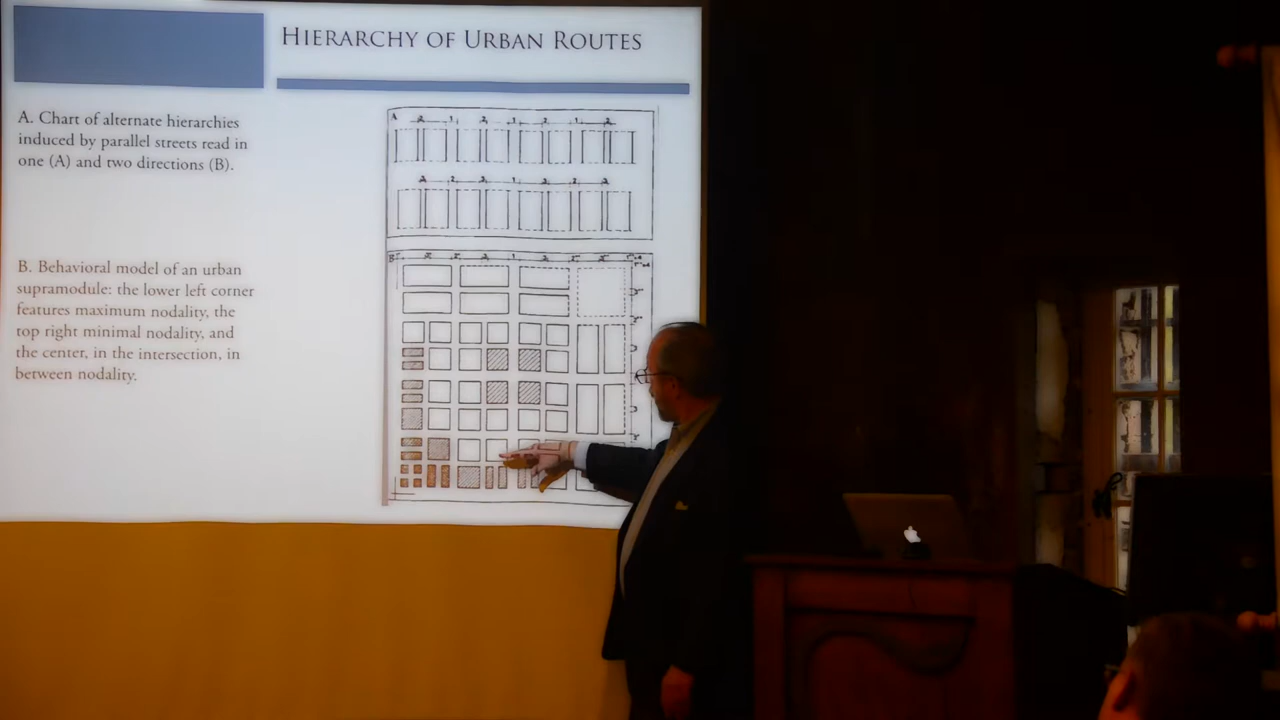 HIERARCHY OF URBAN ROUTES
A. Chart of alternate hierarchies
induced by parallel streets read in
one (A) and two directions (B).
B. Behavioral model of an urban
supramodule: the lower left corner
features maximum nodality, the
top right minimal nodality, and
the center, in the intersection, in
between nodality.
A
B